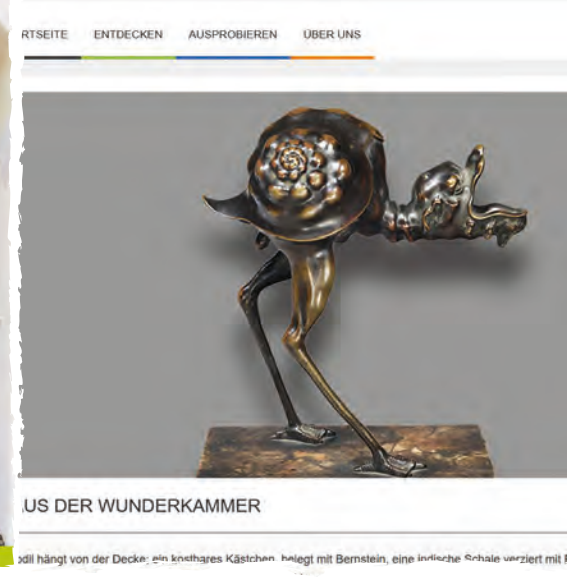 RTSEITE ENTDECKEN AUSPROBIEREN ÜBER UNS
US DER WUNDERKAMMER
odil hängt von der Decke; ein kostbares Kästchen, belegt mit Bernstein, eine indische Schale verziert mit